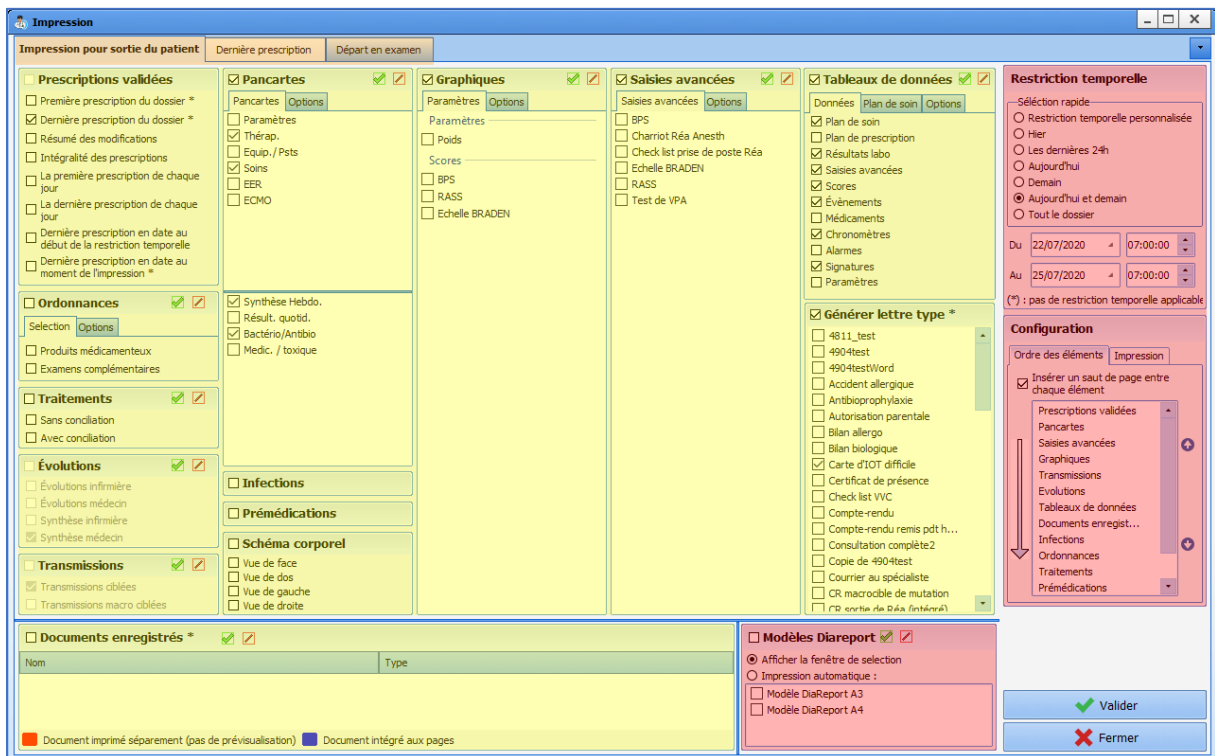 Impression
Impression pour sortie du patient
Dernière prescription
Départ en examen
Prescriptions validées
Première prescription du dossier *
Dernière prescription du dossier *
Résumé des modifications
Intégralité des prescriptions
La première prescription de chaque
jour
La dernière prescription de chaque
jour
Dernière prescription en date au
début de la restriction temporelle
Dernière prescription en date au
moment de l'impression *
Ordonnances
Selection
Options
Produits médicamenteux
Examens complémentaires
Traitements
Sans conciliation
Avec conciliation
Évolutions
Évolutions infirmière
Évolutions médecin
Synthèse infirmière
Synthèse médecin
Transmissions
Transmissions ciblées
Transmissions macro ciblées
Pancartes
Pancartes
Options
Paramètres
Thérap.
Equip./ Psts
Soins
EER
ECMO
Synthèse Hebdo.
Résult. quotid.
Bactério/Antibio
Medic. / toxique
Infections
Prémédications
Schéma corporel
Vue de face
Vue de dos
Vue de gauche
Vue de droite
Graphiques
Paramètres
Options
Paramètres
Poids
Scores
BPS
RASS
Echelle BRADEN
Saisies avancées
Saisies avancées
Options
BPS
Charriot Réa Anesth
Check list prise de poste Réa
Echelle BRADEN
RASS
Test de VPA
Tableaux de données
Données
Plan de soin
Options
Plan de soin
Plan de prescription
Résultats labo
Saisies avancées
Scores
Évènements
Médicaments
Chronomètres
Alarmes
Signatures
Paramètres
Générer lettre type *
4811_test
4904test
4904testWord
Accident allergique
Antibioprophylaxie
Autorisation parentale
Bilan allergo
Bilan biologique
Carte d'IOT difficile
Certificat de présence
Check list VVC
Compte-rendu
Compte-rendu remis pdt h...
Consultation complète2
Copie de 4904test
Courrier au spécialiste
CR macrocible de mutation
CR sortie de Réa (intégré)
Restriction temporelle
Séléction rapide
Restriction temporelle personnalisée
Hier
Les dernières 24h
Aujourd'hui
Demain
Aujourd'hui et demain
Tout le dossier
Du 22/07/2020 07:00:00
Au 25/07/2020 07:00:00
(*) : pas de restriction temporelle applicable
Configuration
Ordre des éléments
Impression
Insérer un saut de page entre
chaque élément
Prescriptions validées
Pancartes
Saisies avancées
Graphiques
Transmissions
Evolutions
Tableaux de données
Documents enregist...
Infections
Ordonnances
Traitements
Prémédications
Documents enregistrés *
Nom
Type
Document imprimé séparement (pas de prévisualisation)
Document intégré aux pages
Modèles Diareport
Afficher la fenêtre de selection
Impression automatique :
Modèle DiaReport A3
Modèle DiaReport A4
Valider
Fermer